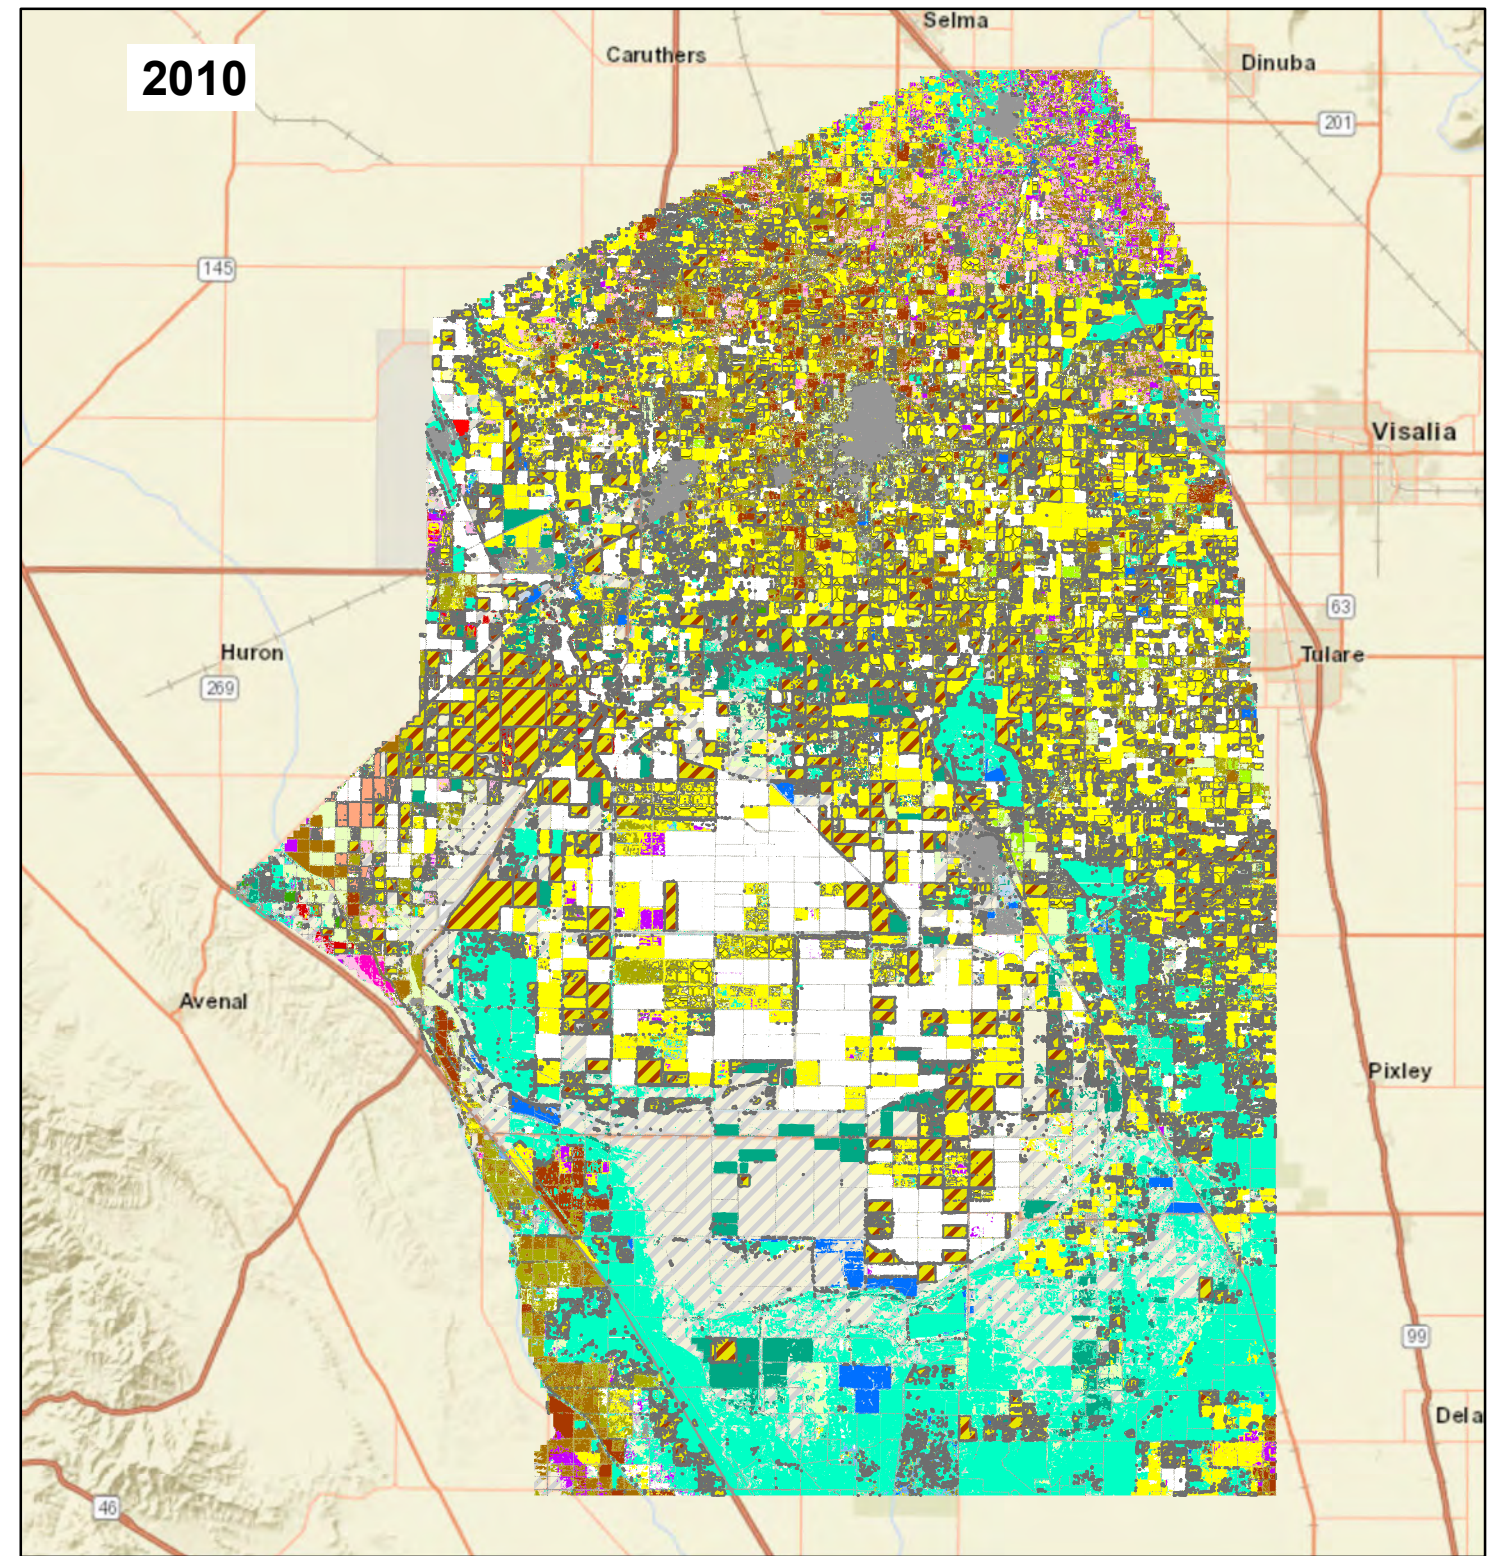 Selma
Caruthers
Dinuba
2010
201
145
Visalia
63
Huron
Tulare
269
Avenal
Pixley
99
Dela
46